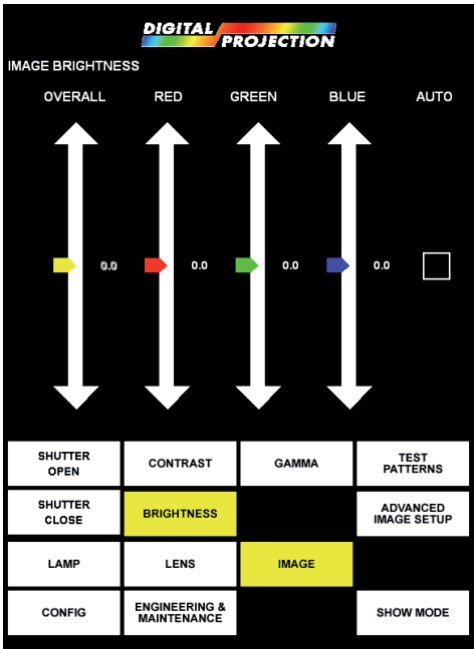 DIGITAL
PROJECTION
IMAGE BRIGHTNESS
OVERALL RED GREEN BLUE AUTO
0.0 0.0 0.0 0.0
SHUTTER OPEN CONTRAST GAMMA TEST PATTERNS
SHUTTER CLOSE BRIGHTNESS ADVANCED IMAGE SETUP
LAMP LENS IMAGE
CONFIG ENGINEERING & MAINTENANCE SHOW MODE